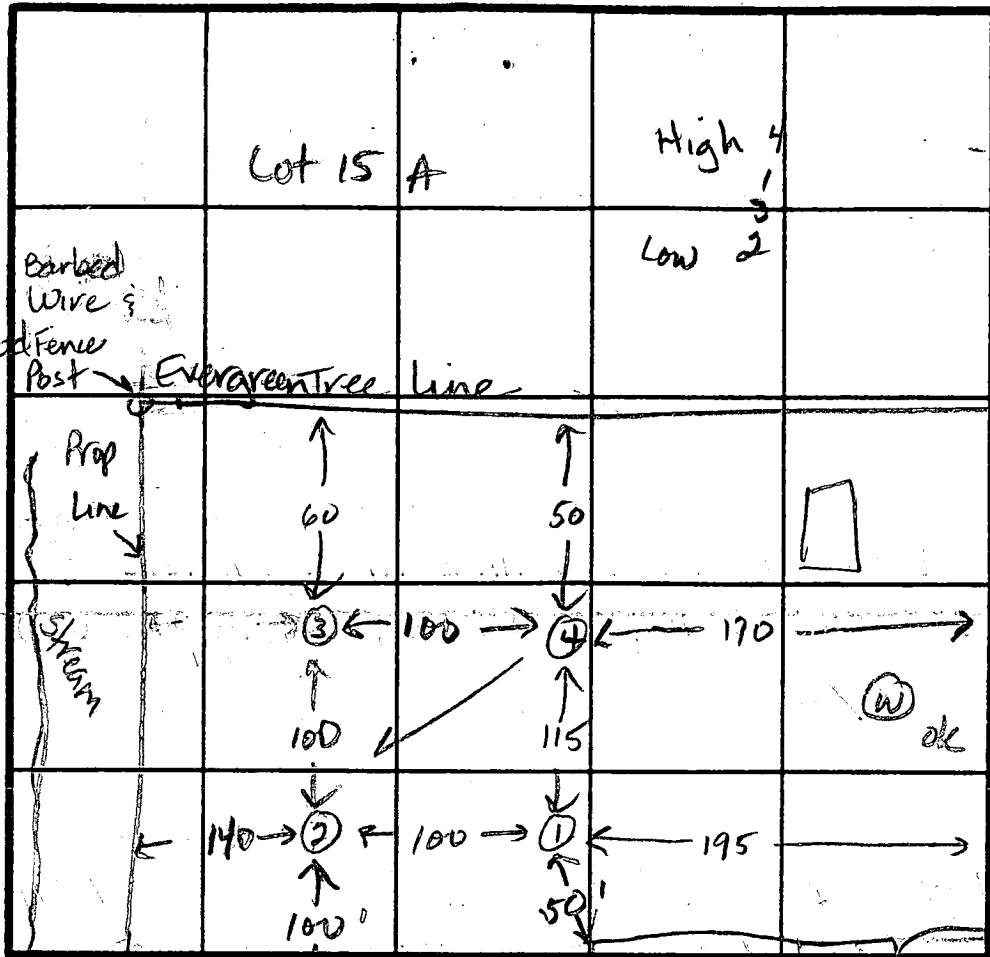 Lot 15 A
High 4
1
3
Low 2
Barbed
Wire &
Fence
Post
Evergreen Tree Line
Prop
Line
60
50
3
100
4
170
Stream
W
ok
100
115
140
2
100
1
195
100'
50'